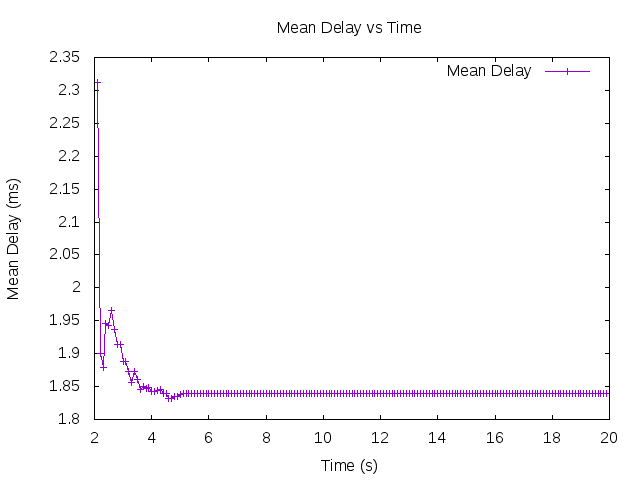 Mean Delay vs Time
Mean Delay
2.35
2.3
2.25
2.2
2.15
2.1
2.05
2
1.95
1.9
1.85
1.8
Mean Delay (ms)
2 4 6 8 10 12 14 16 18 20
Time (s)